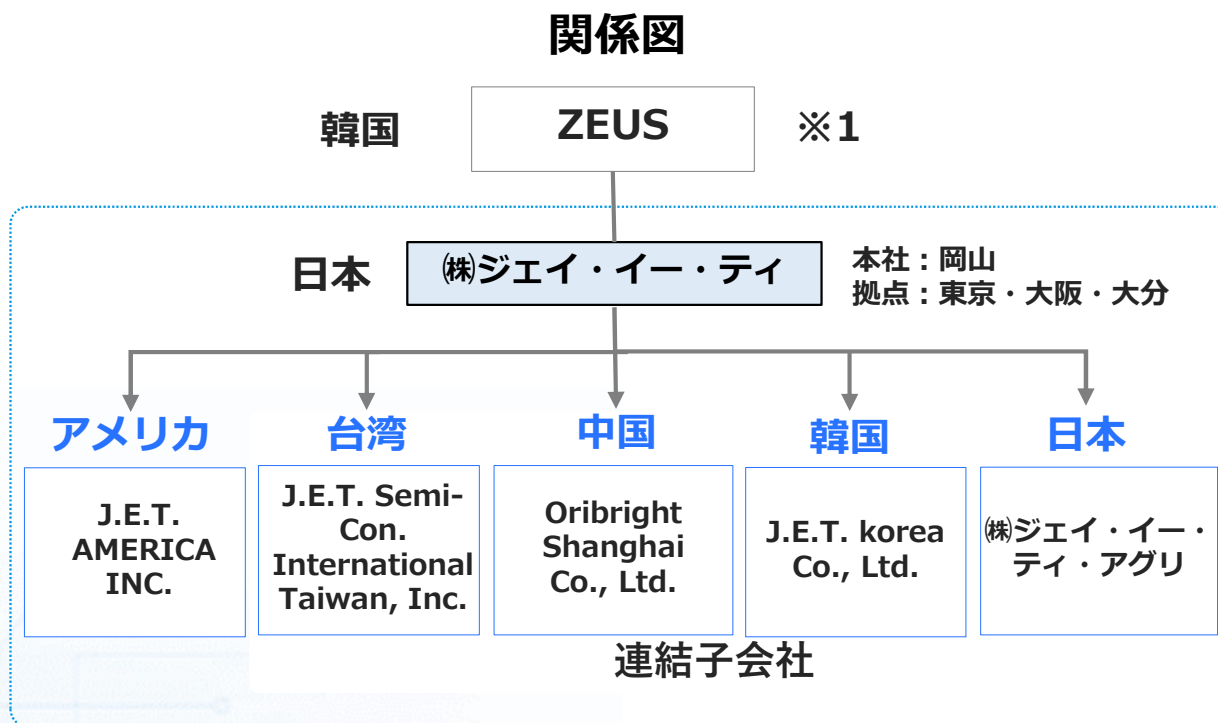 関係図
韓国
ZEUS
※1
日本
㈱ジェイ・イー・ティ
本社：岡山
拠点：東京・大阪・大分
アメリカ
台湾
中国
韓国
日本
J.E.T.
AMERICA
INC.
J.E.T. Semi-
Con.
International
Taiwan, Inc.
Oribright
Shanghai
Co., Ltd.
J.E.T. korea
Co., Ltd.
㈱ジェイ・イー・
ティ・アグリ
連結子会社